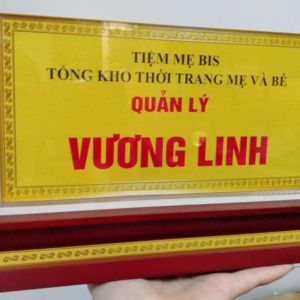 TIỆM MẸ BIS
TỔNG KHO THỜI TRANG MẸ VÀ BÉ
QUẢN LÝ
VƯƠNG LINH